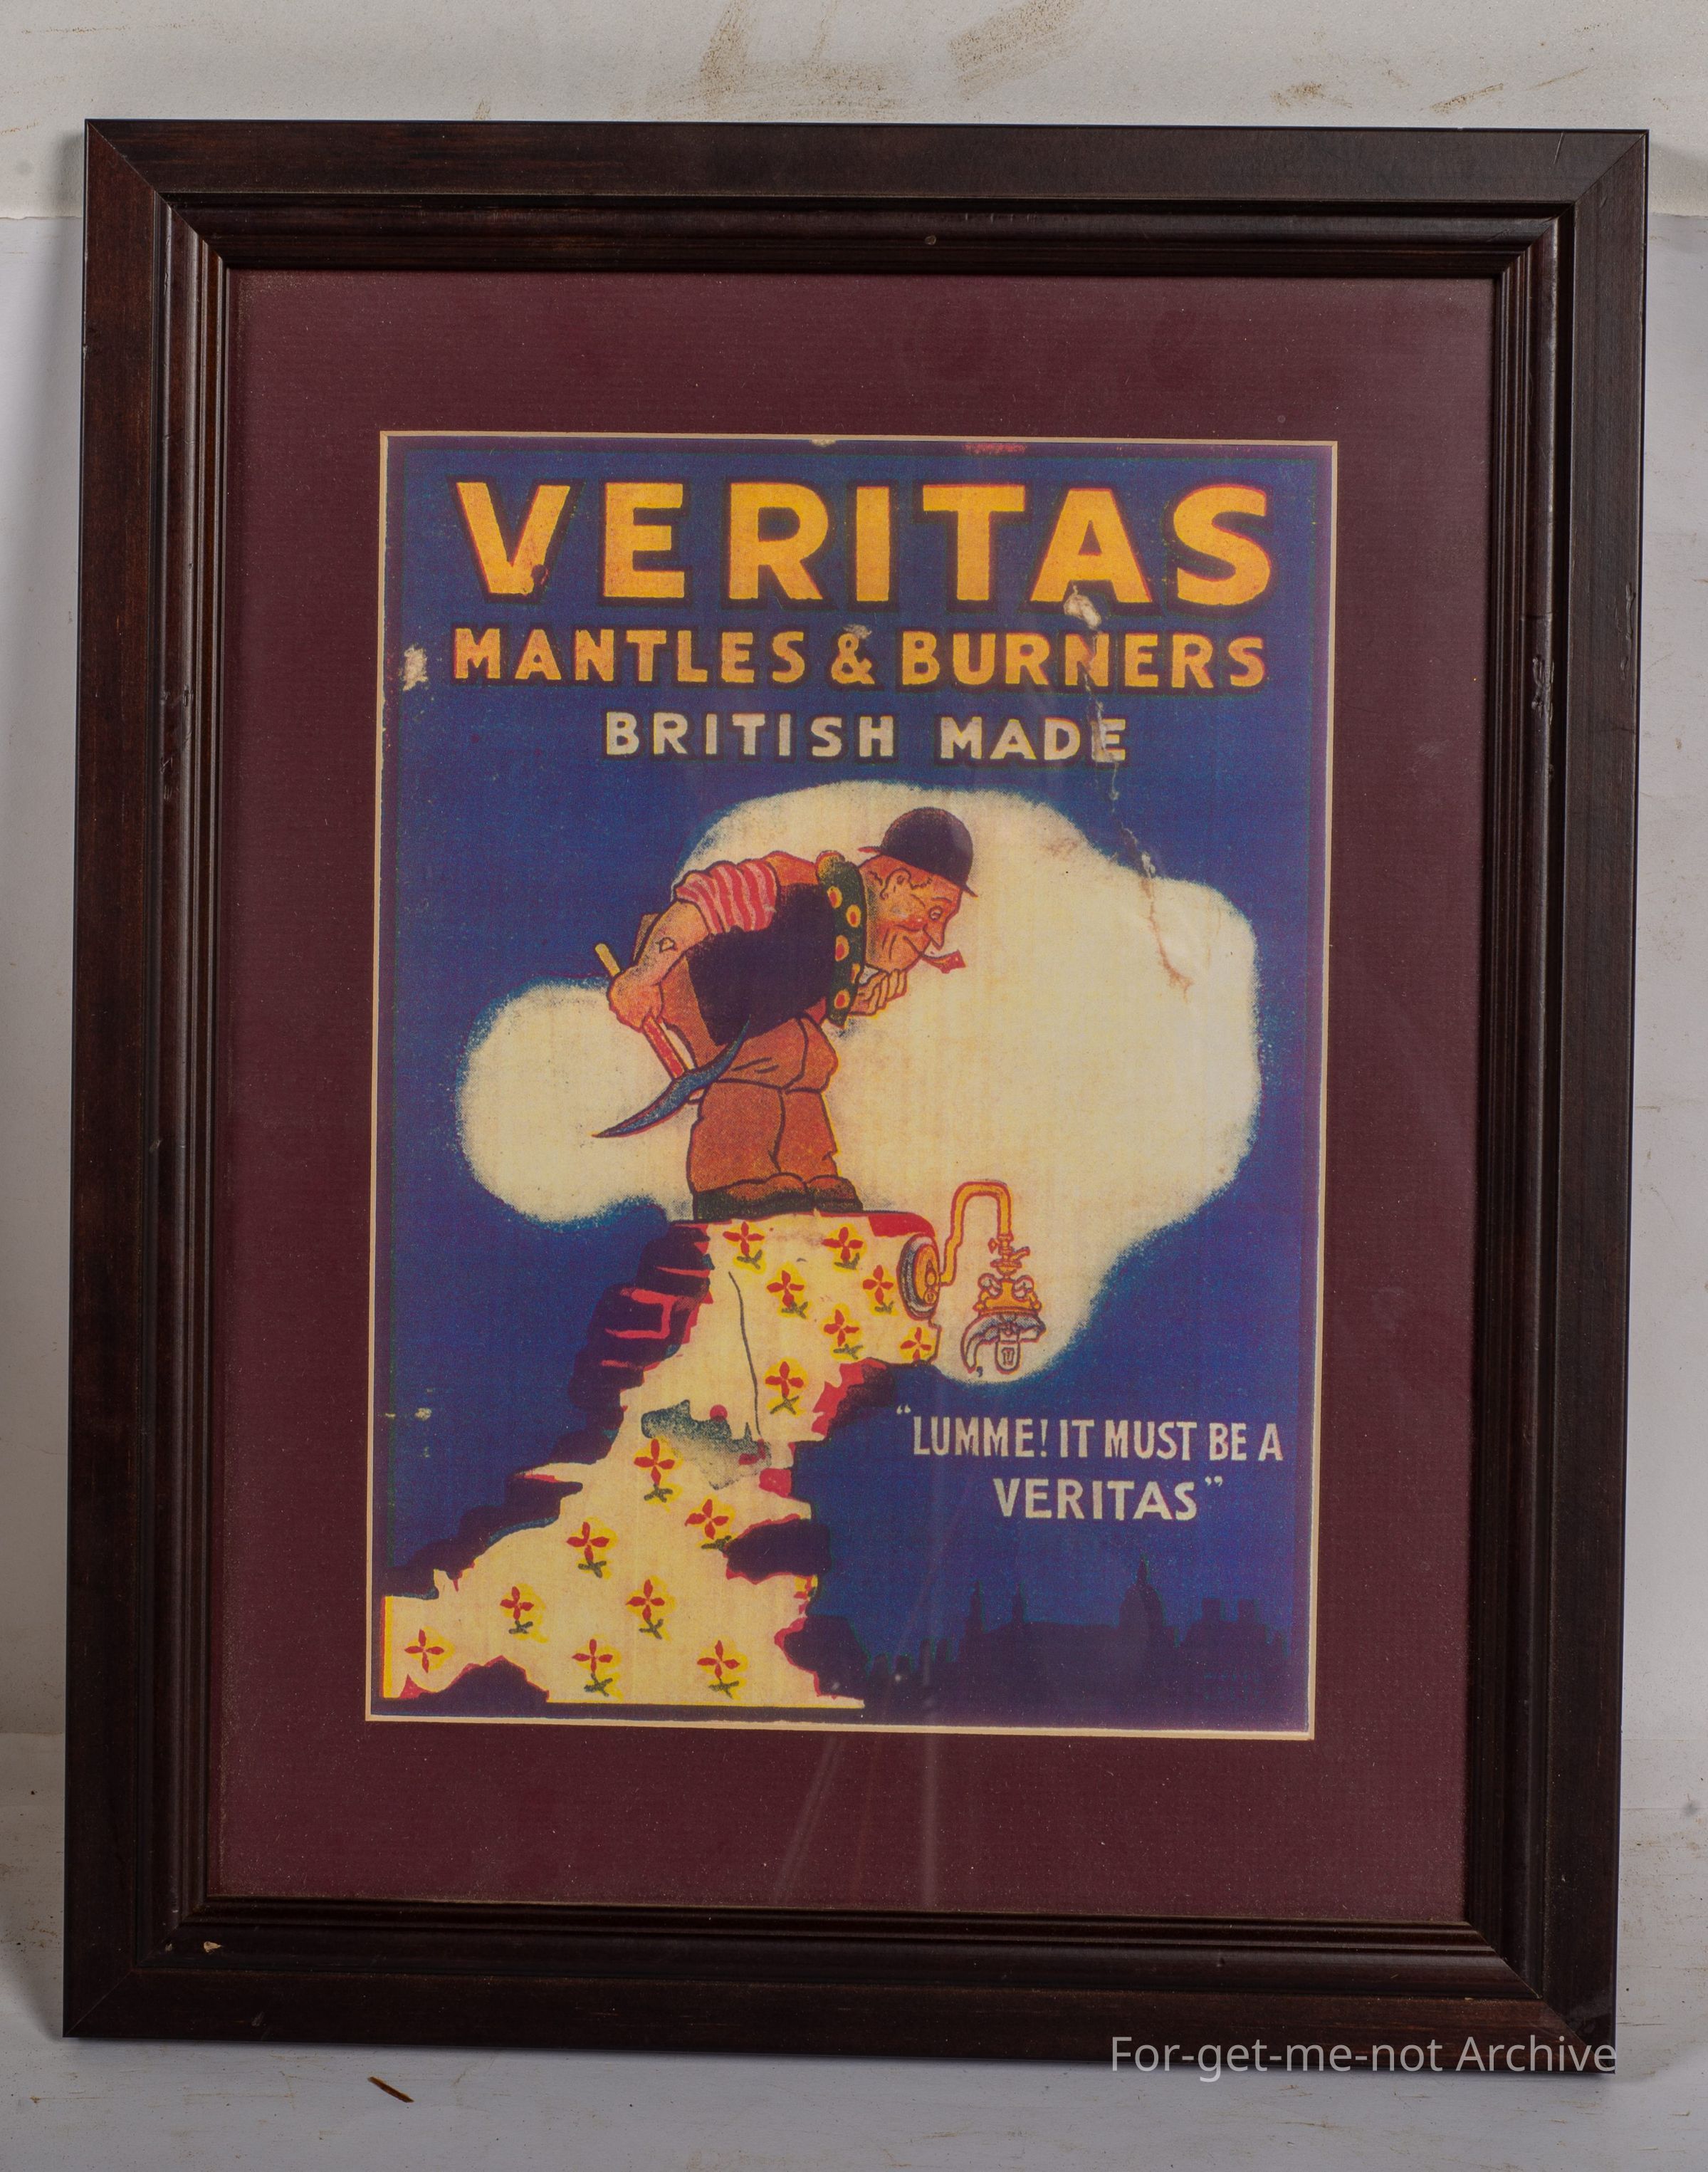 VERITAS
MANTLES & BURNERS
BRITISH MADE
“LUMME! IT MUST BE A
VERITAS”
For-get-me-not Archive